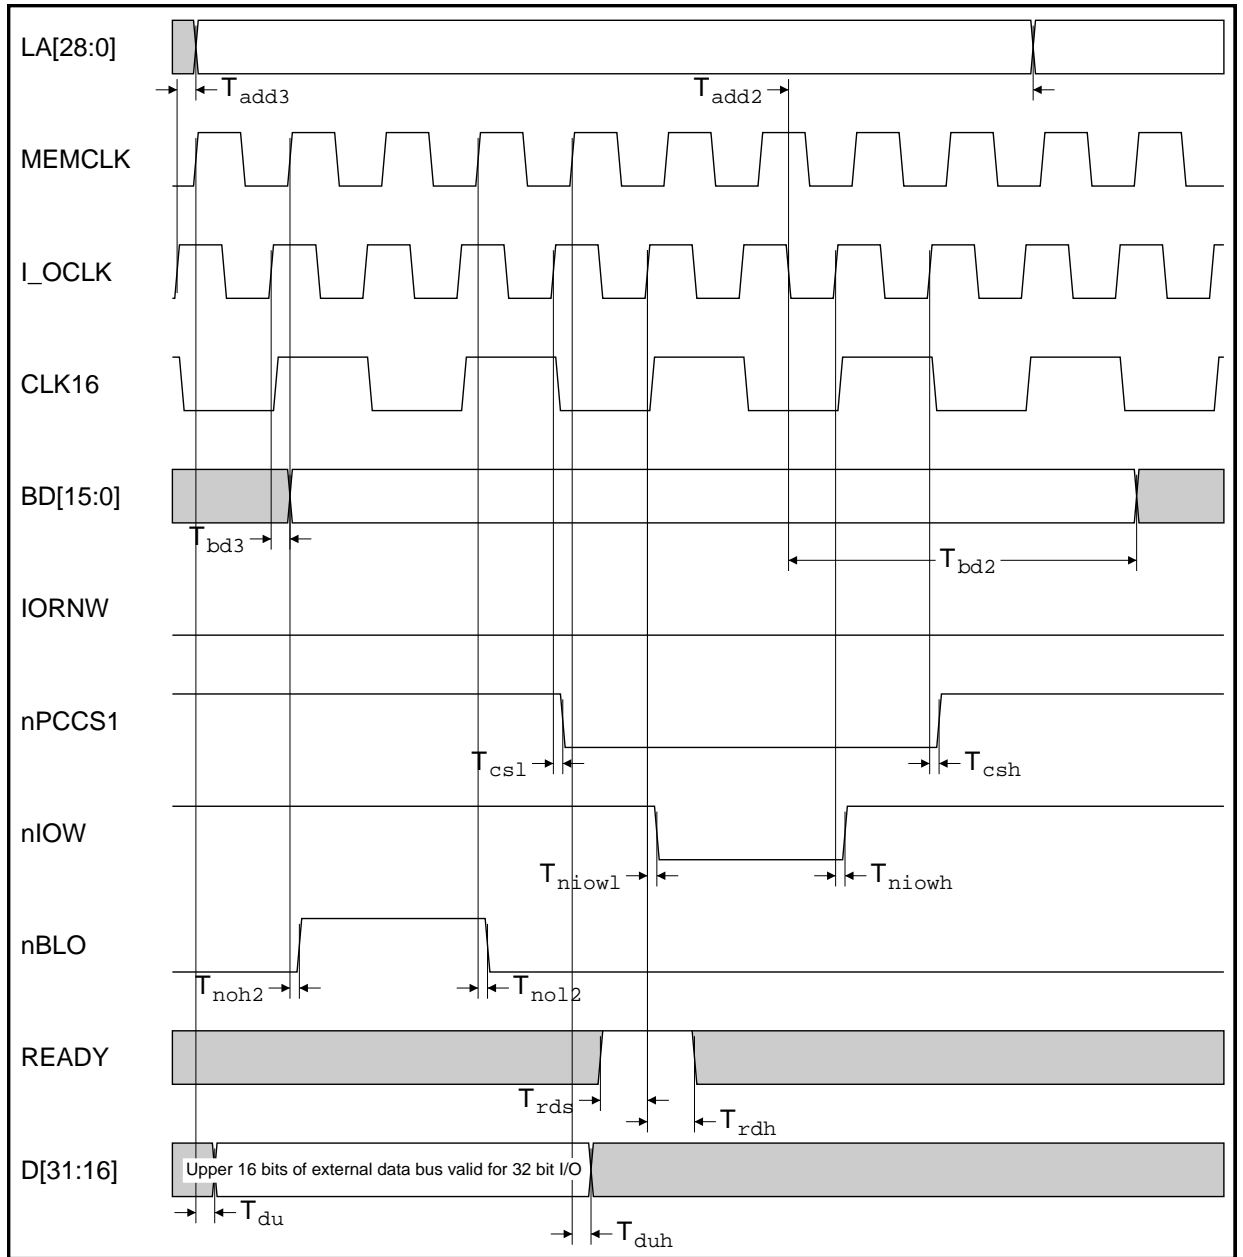 LA[28:0]
Tadd3
Tadd2
MEMCLK
I_OCLK
CLK16
BD[15:0]
Tbd3
Tbd2
IORNW
nPCCS1
Tcsl
Tcsh
nIOW
Tniowl
Tniowh
nBLO
Tnoh2
Tnol2
READY
Trds
Trdh
D[31:16]
Upper 16 bits of external data bus valid for 32 bit I/O
Tdu
Tduh